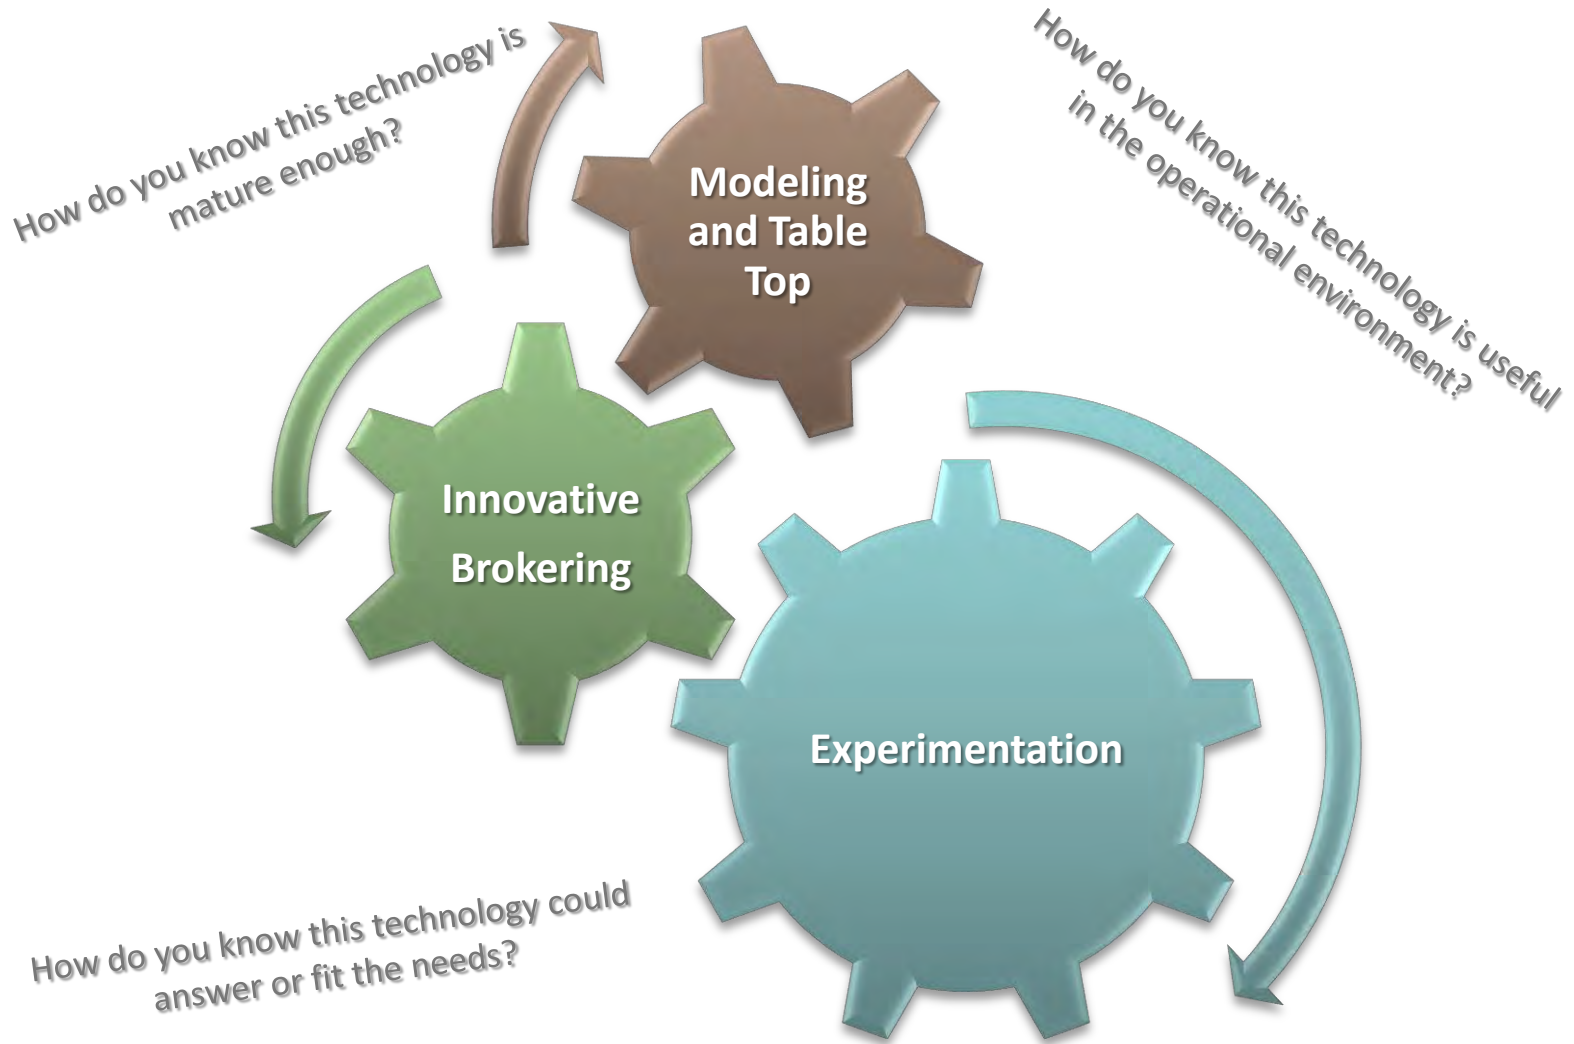 How do you know this technology is
mature enough?
How do you know this technology is useful
in the operational environment?
Modeling
and Table
Top
Innovative
Brokering
Experimentation
How do you know this technology could
answer or fit the needs?